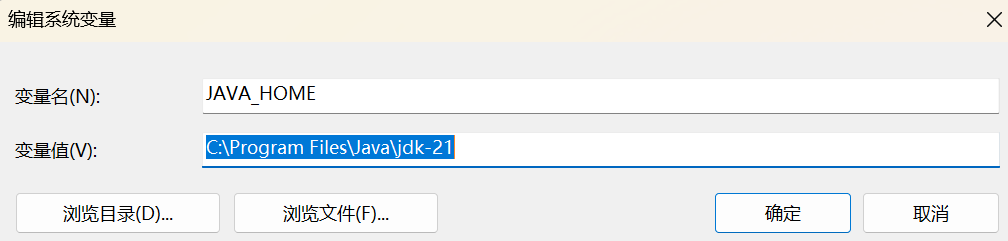 编辑系统变量
变量名(N):
JAVA_HOME
变量值(V):
C:\Program Files\Java\jdk-21
浏览目录(D)...
浏览文件(F)...
确定
取消